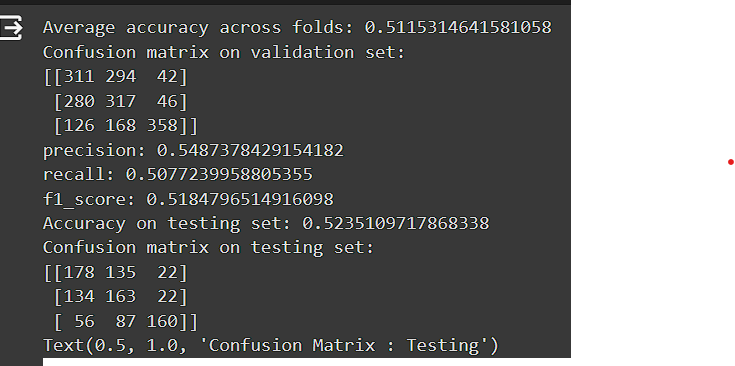 Average accuracy across folds: 0.5115314641581058
Confusion matrix on validation set:
[[311 294  42]
 [280 317  46]
 [126 168 358]]
precision: 0.5487378429154182
recall: 0.5077239958805355
f1_score: 0.5184796514916098
Accuracy on testing set: 0.5235109717868338
Confusion matrix on testing set:
[[178 135  22]
 [134 163  22]
 [ 56  87 160]]
Text(0.5, 1.0, 'Confusion Matrix : Testing')